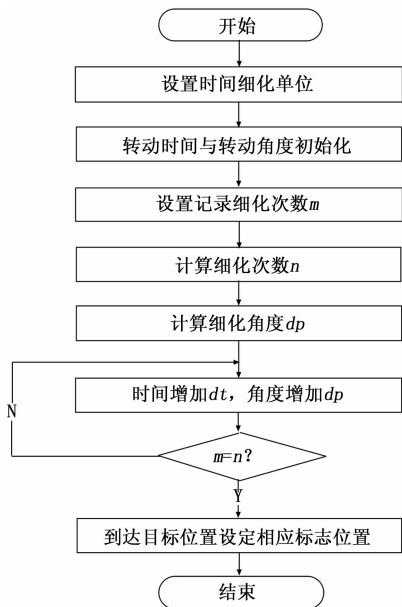 开始
设置时间细化单位
转动时间与转动角度初始化
设置记录细化次数m
计算细化次数n
计算细化角度dp
时间增加dt，角度增加dp
N
m=n?
Y
到达目标位置设定相应标志位置
结束